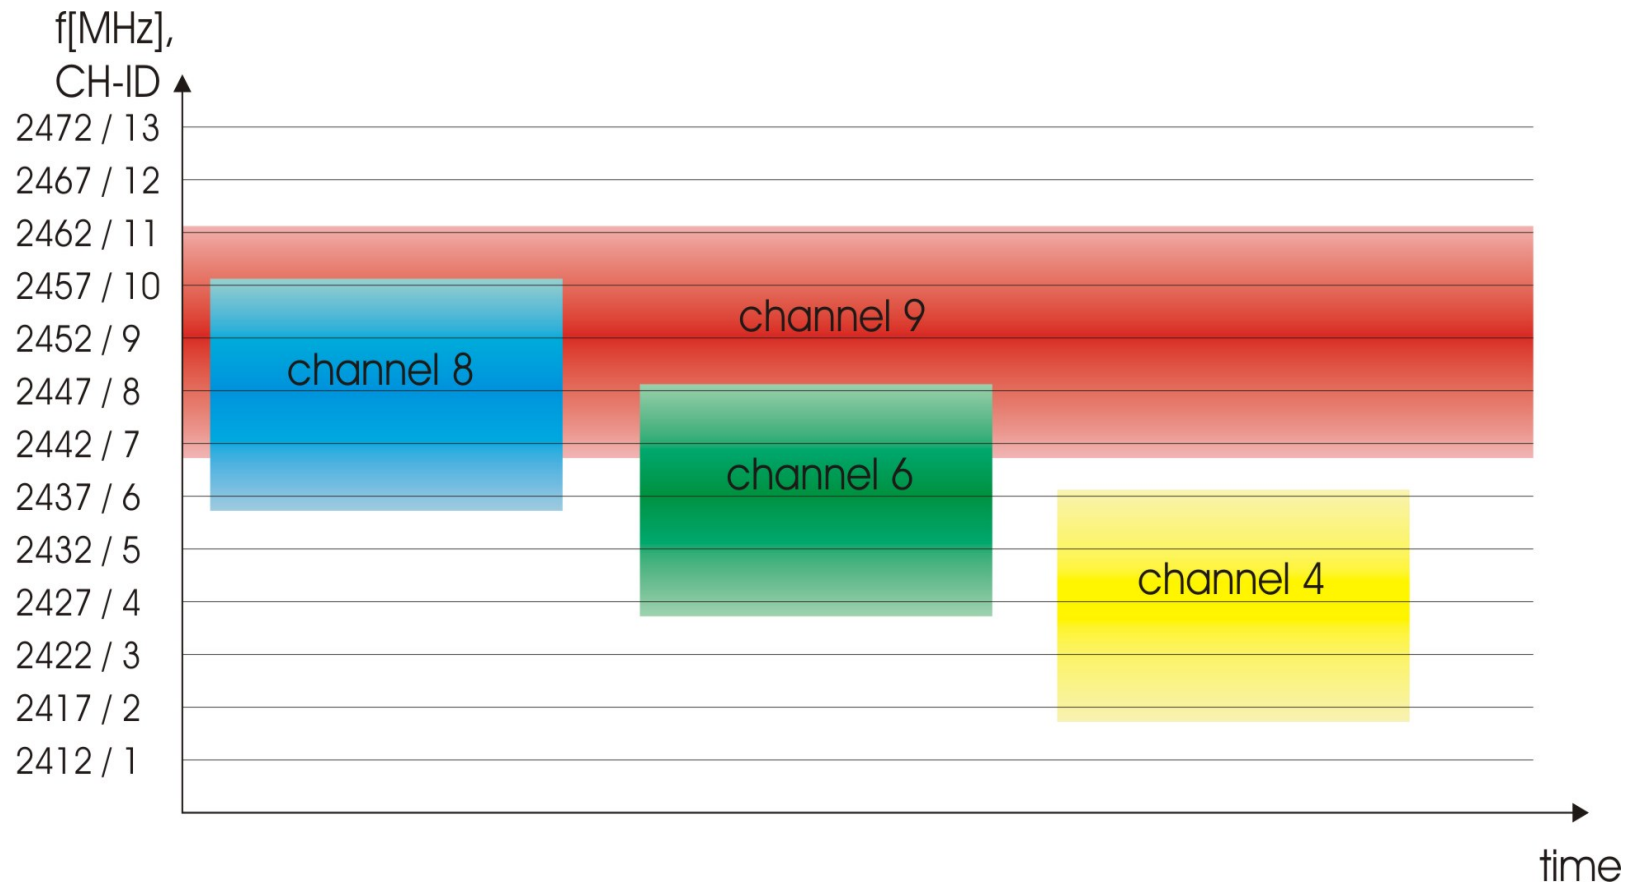 f[MHz],
CH-ID
2472 / 13
2467 / 12
2462 / 11
2457 / 10
channel 9
2452 / 9
channel 8
2447 / 8
2442 / 7
channel 6
2437 / 6
2432 / 5
channel 4
2427 / 4
2422 / 3
2417 / 2
2412 / 1
time